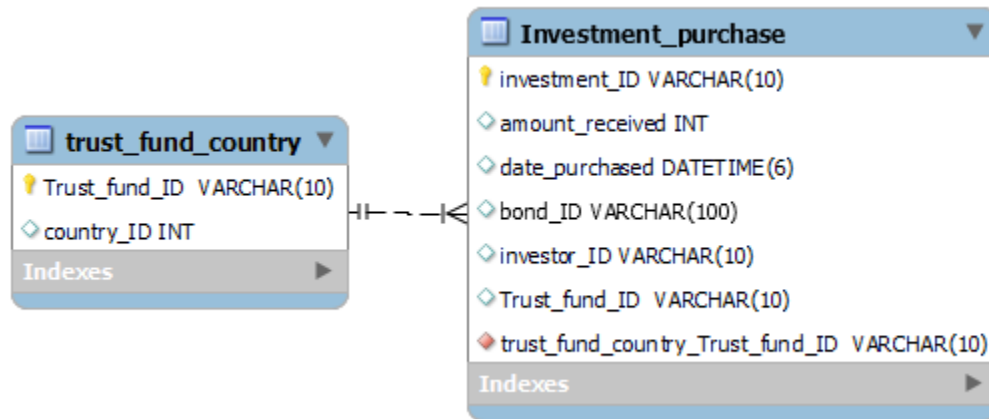 trust_fund_country
Trust_fund_ID VARCHAR(10)
country_ID INT
Indexes
Investment_purchase
investment_ID VARCHAR(10)
amount_received INT
date_purchased DATETIME(6)
bond_ID VARCHAR(100)
investor_ID VARCHAR(10)
Trust_fund_ID VARCHAR(10)
trust_fund_country_Trust_fund_ID VARCHAR(10)
Indexes